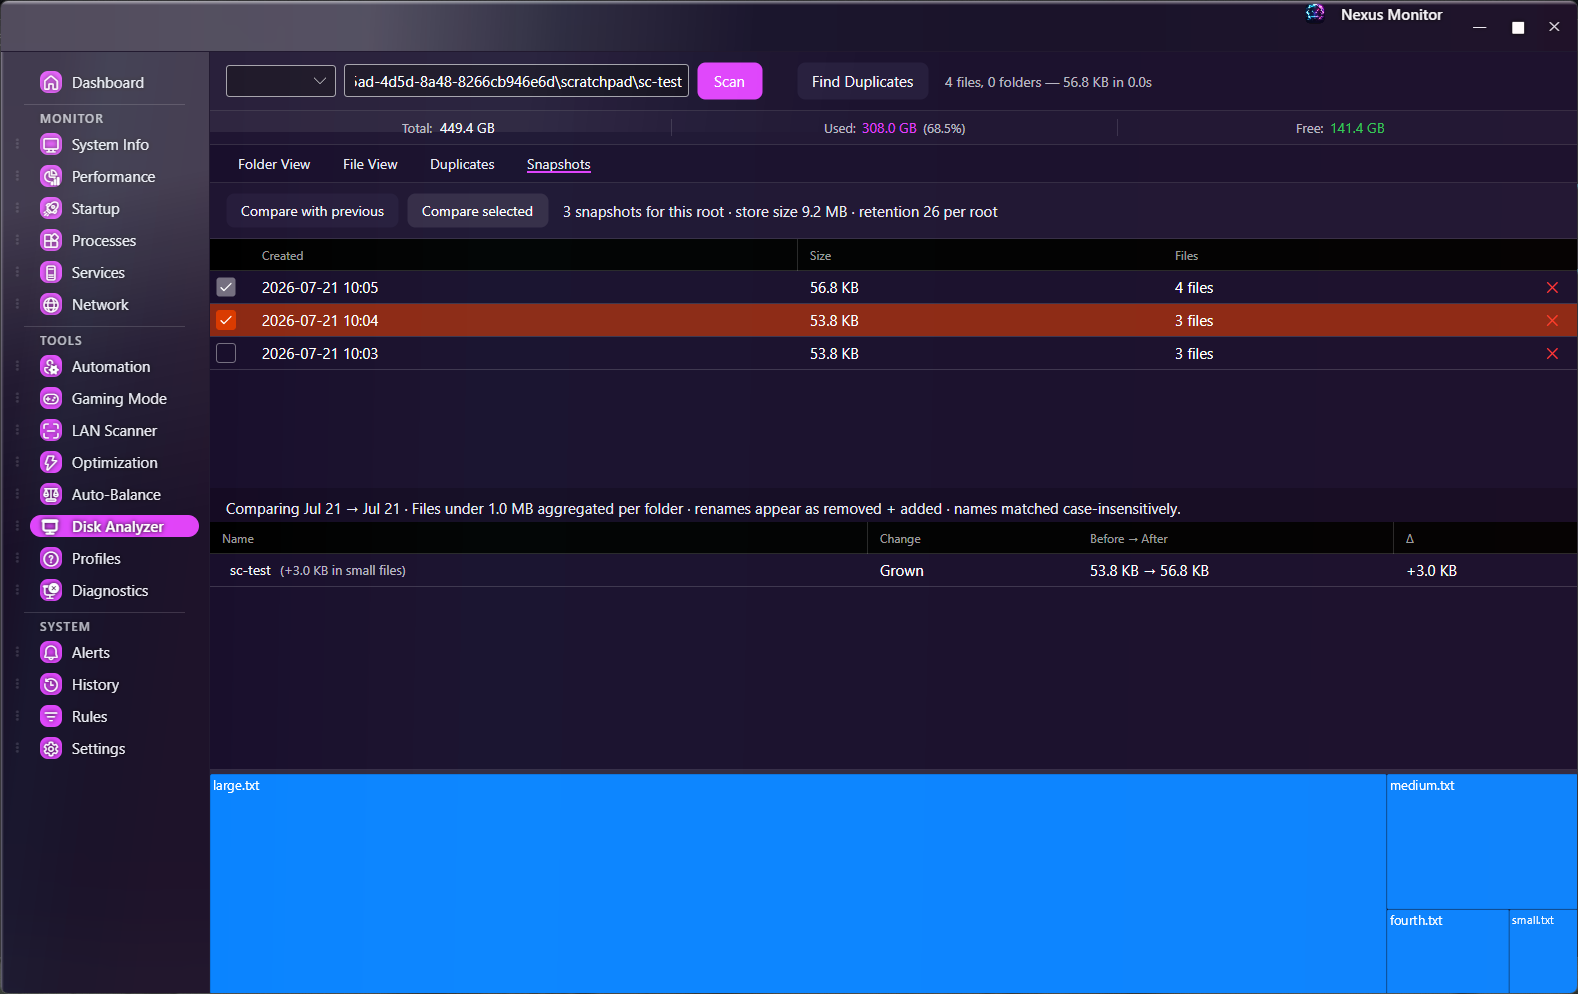 Nexus Monitor
Dashboard
MONITOR
System Info
Performance
Startup
Processes
Services
Network
TOOLS
Automation
Gaming Mode
LAN Scanner
Optimization
Auto-Balance
Disk Analyzer
Profiles
Diagnostics
SYSTEM
Alerts
History
Rules
Settings
ad-4d5d-8a48-8266cb946e6d\scratchpad\sc-test Scan Find Duplicates 4 files, 0 folders — 56.8 KB in 0.0s
Total: 449.4 GB Used: 308.0 GB (68.5%) Free: 141.4 GB
Folder View File View Duplicates Snapshots
Compare with previous Compare selected 3 snapshots for this root · store size 9.2 MB · retention 26 per root
Created Size Files
2026-07-21 10:05 56.8 KB 4 files
2026-07-21 10:04 53.8 KB 3 files
2026-07-21 10:03 53.8 KB 3 files
Comparing Jul 21 → Jul 21 · Files under 1.0 MB aggregated per folder · renames appear as removed + added · names matched case-insensitively.
Name Change Before → After Δ
sc-test (+3.0 KB in small files) Grown 53.8 KB → 56.8 KB +3.0 KB
large.txt medium.txt
fourth.txt small.txt